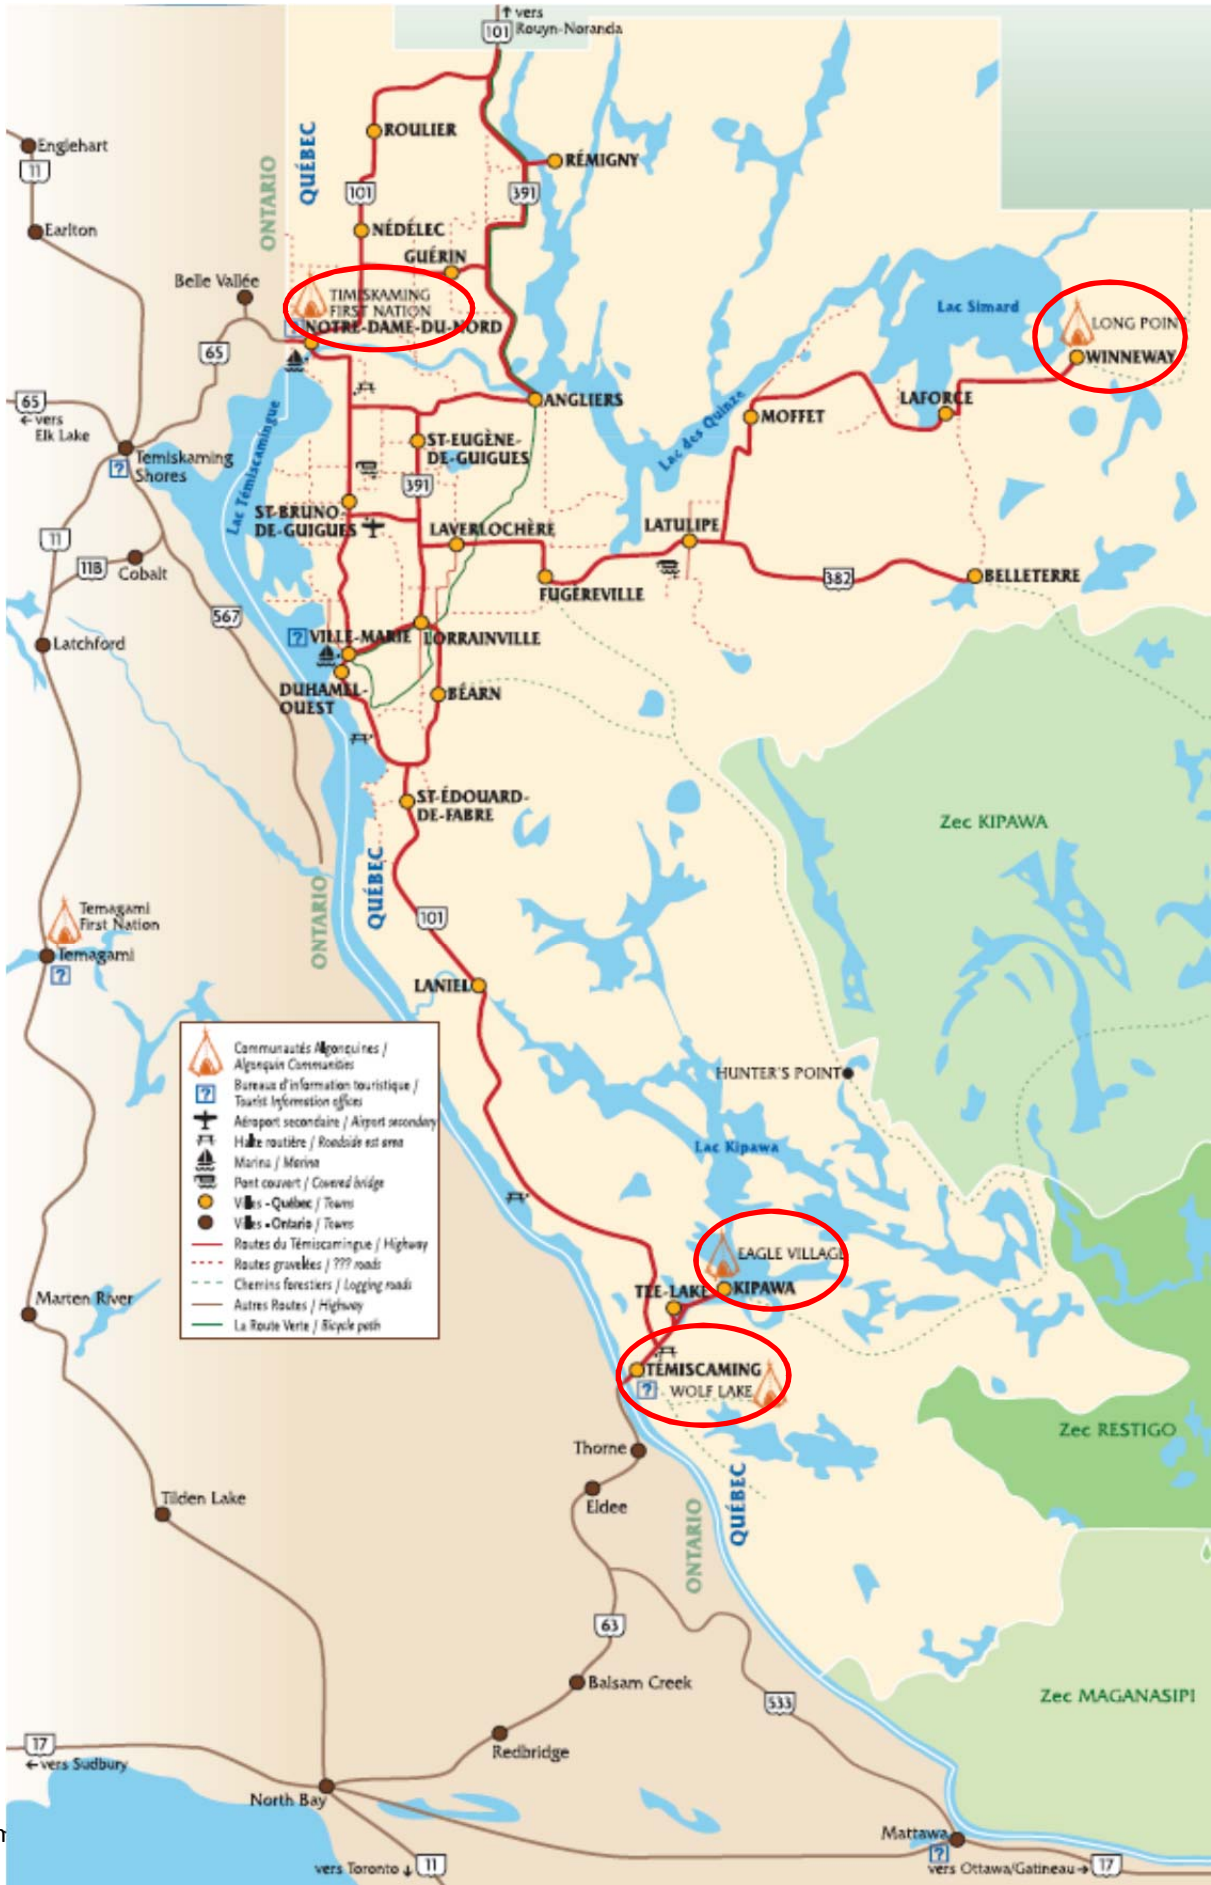 ↑ vers
101 Rouyn-Noranda
ROULIER
QUÉBEC
ONTARIO
Englehart
11
RÉMIGNY
101
391
Earlton
NÉDÉLEC
GUÉRIN
Belle Vallée
TIMISKAMING
FIRST NATION
? NOTRE-DAME-DU-NORD
Lac Simard
LONG POINT
WINNEWAY
65
65
← vers
Elk Lake
ANGLIERS
LAFORCE
MOFFET
Lac des Quinze
Lac Témiscamingue
ST-EUGÈNE-
DE-GUIGUES
Temiskaming
Shores
?
391
ST-BRUNO-
DE-GUIGUES
LAVERLOCHÈRE
LATULIPE
11
11B
Cobalt
FUGÈREVILLE
382
BELLETERRE
567
? VILLE-MARIE
LORRAINVILLE
Latchford
DUHAMEL-
OUEST
BÉARN
ST-ÉDOUARD-
DE-FABRE
Zec KIPAWA
QUÉBEC
ONTARIO
Temagami
First Nation
Temagami
?
101
LANIEL
Communautés Algonquines /
Algonquin Communities
? Bureaux d'information touristique /
Tourist Information offices
Aéroport secondaire / Airport secondary
Halte routière / Roadside est area
Marina / Marina
Pont couvert / Covered bridge
Villes - Québec / Towns
Villes - Ontario / Towns
Routes du Témiscamingue / Highway
Routes gravelées / ??? roads
Chemins forestiers / Logging roads
Autres Routes / Highway
La Route Verte / Bicycle path
HUNTER'S POINT
Lac Kipawa
EAGLE VILLAGE
KIPAWA
TEE-LAKE
Marten River
TÉMISCAMING
? - WOLF LAKE
Zec RESTIGO
Thorne
Eldee
QUÉBEC
ONTARIO
Tilden Lake
63
Balsam Creek
533
Zec MAGANASIPI
Redbridge
17
← vers Sudbury
North Bay
Mattawa
?
vers Toronto ↓ 11
vers Ottawa/Gatineau → 17